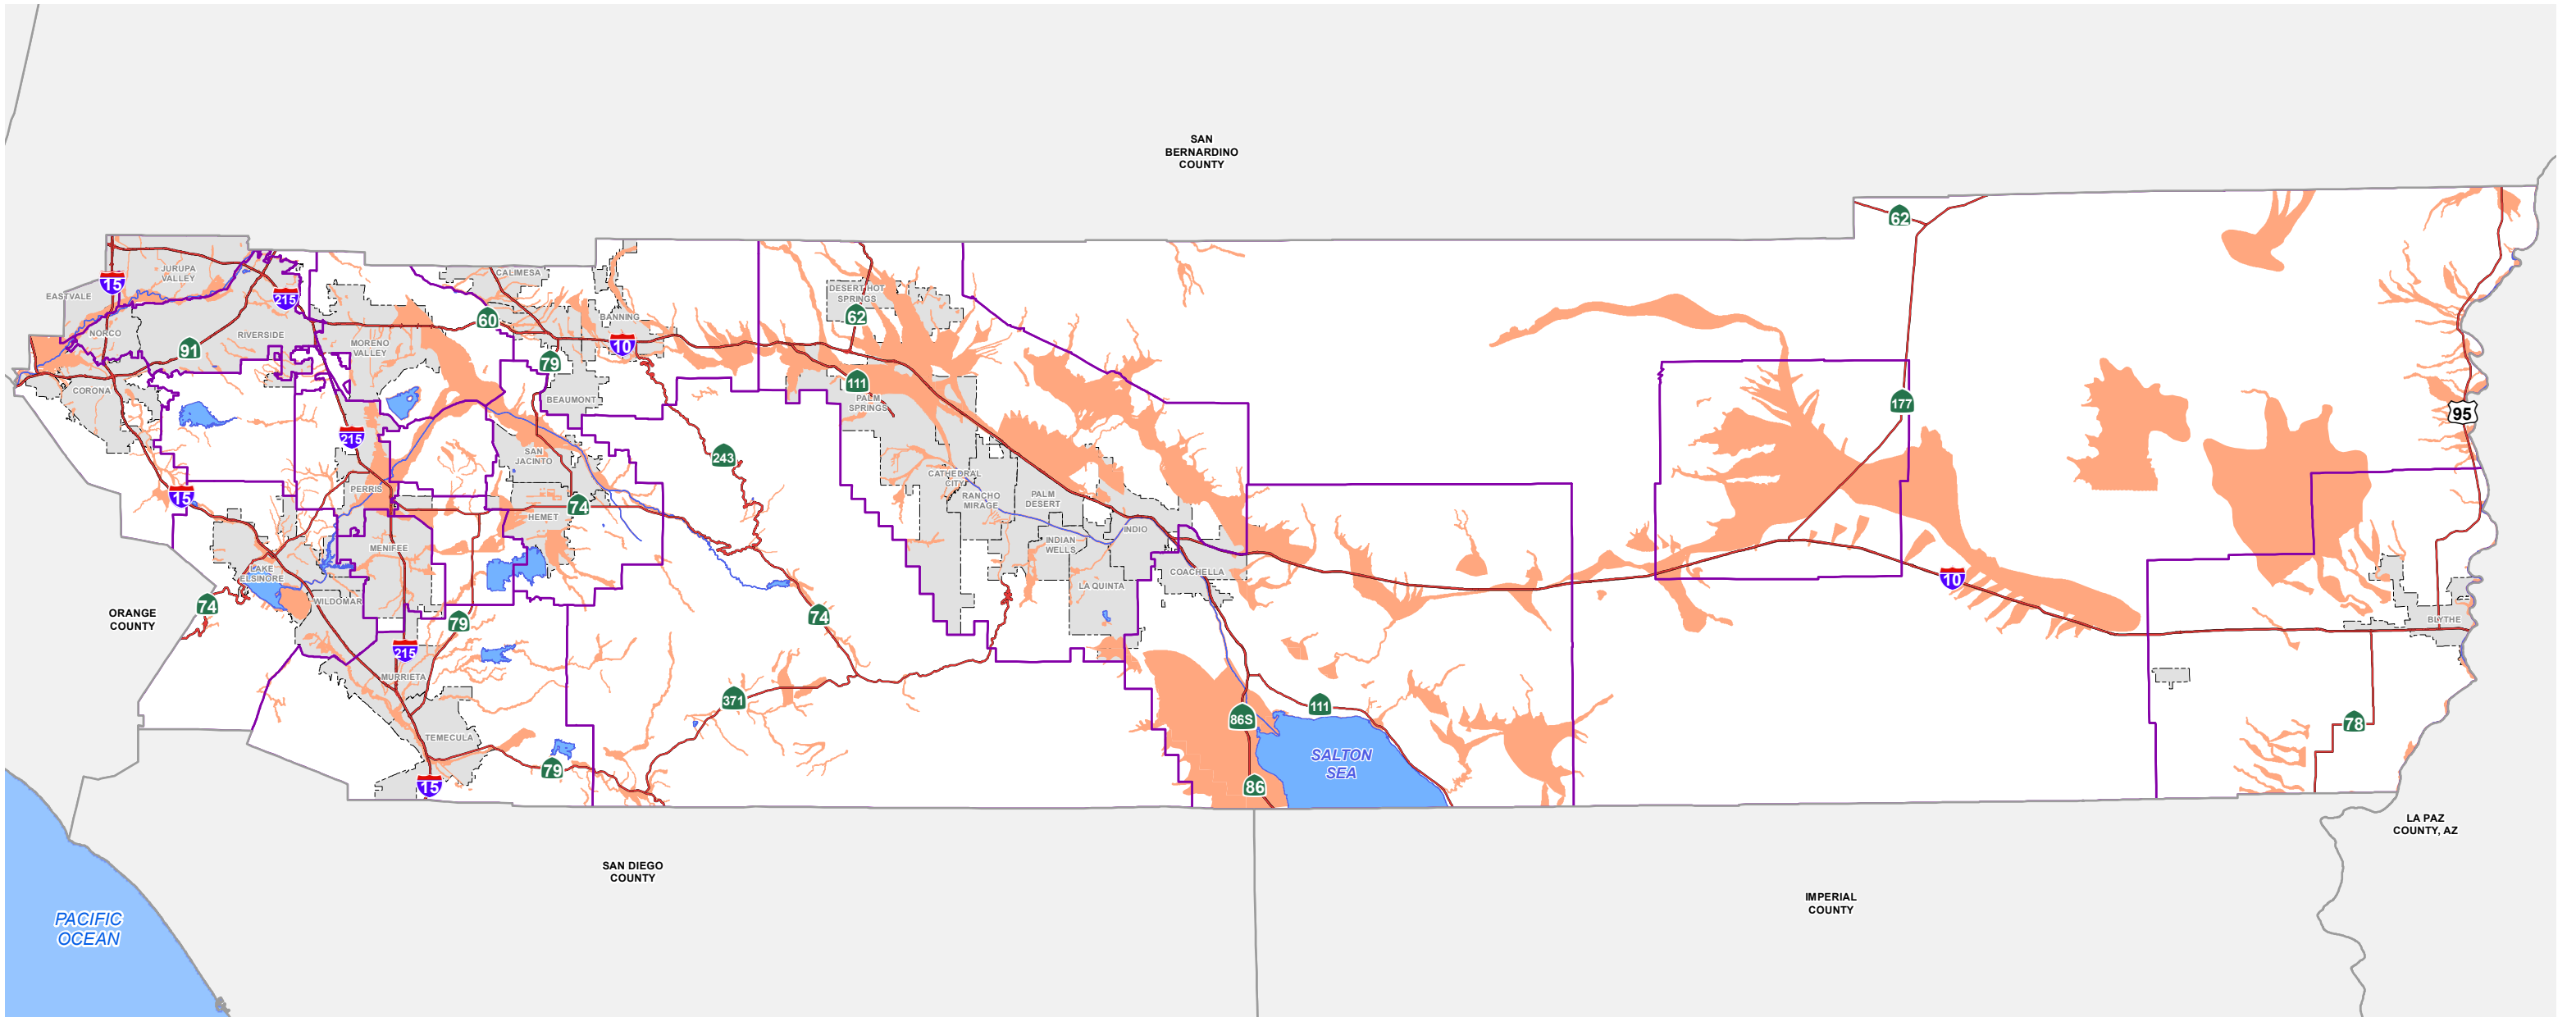 SAN
BERNARDINO
COUNTY
62
JURUPA
VALLEY
CALMESA
15
EASTVALE
215
DESERT HOT
SPRINGS
62
60
BANNING
NORCO
RIVERSIDE
MORENO
VALLEY
91
10
79
111
CORONA
BEAUMONT
PALM
SPRINGS
177
95
215
SAN
JACINTO
243
CATHEDRAL
CITY
PERRIS
15
RANCHO
MIRAGE
PALM
DESERT
74
HEMET
INDIO
MENIFEE
INDIAN
WELLS
LAKE
ELSINORE
COACHELLA
10
LA QUINTA
WILDOMAR
74
ORANGE
COUNTY
79
74
BLYTHE
215
MURRIETA
371
111
86S
78
TEMECULA
SALTON
SEA
79
15
86
LA PAZ
COUNTY, AZ
SAN DIEGO
COUNTY
IMPERIAL
COUNTY
PACIFIC
OCEAN